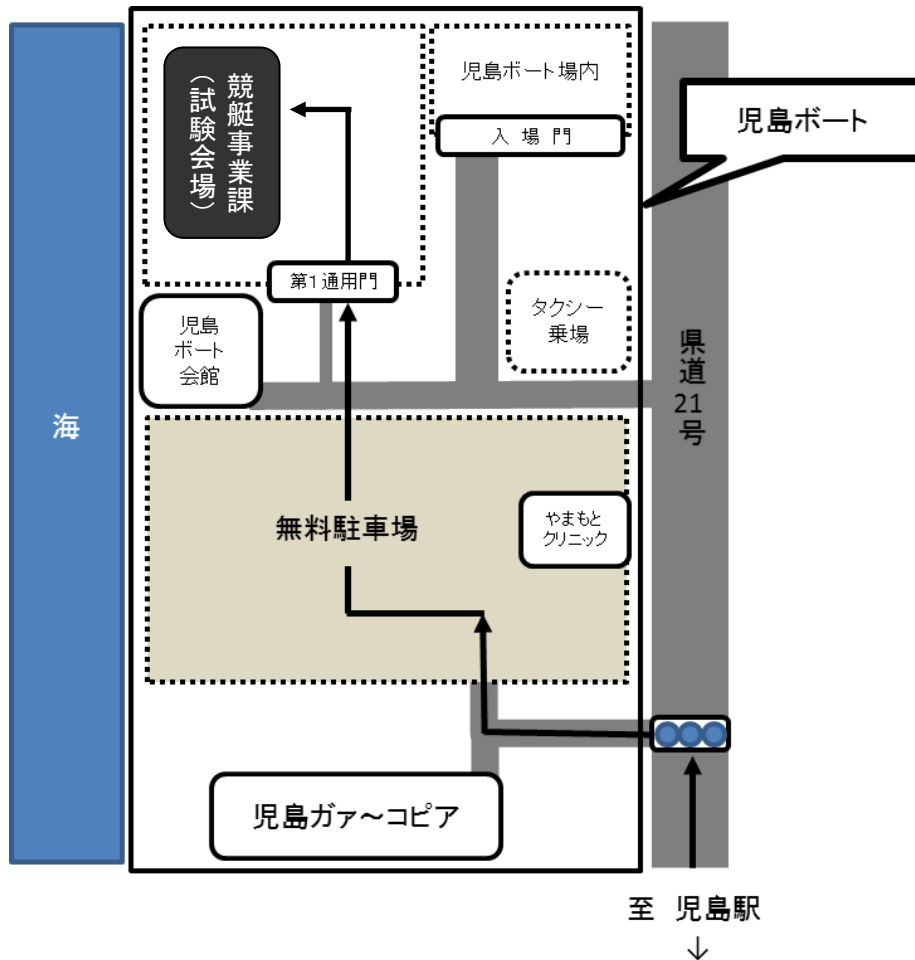 競艇事業課
（試験会場）
児島ボート場内
入場門
児島ボート
第1通用門
児島
ボート
会館
タクシー
乗場
県道21号
海
無料駐車場
やまもと
クリニック
児島ガァ～コピア
至 児島駅
↓